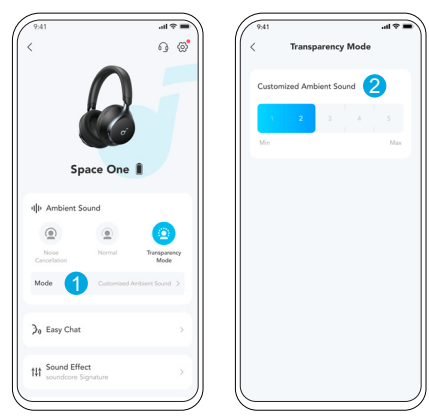 9:41
Space One
Ambient Sound
Noise
Cancellation
Normal
Transparency
Mode
Mode
1
Customized Ambient Sound
Easy Chat
Sound Effect
soundcore Signature
9:41
Transparency Mode
Customized Ambient Sound
2
1 2 3 4 5
Min Max